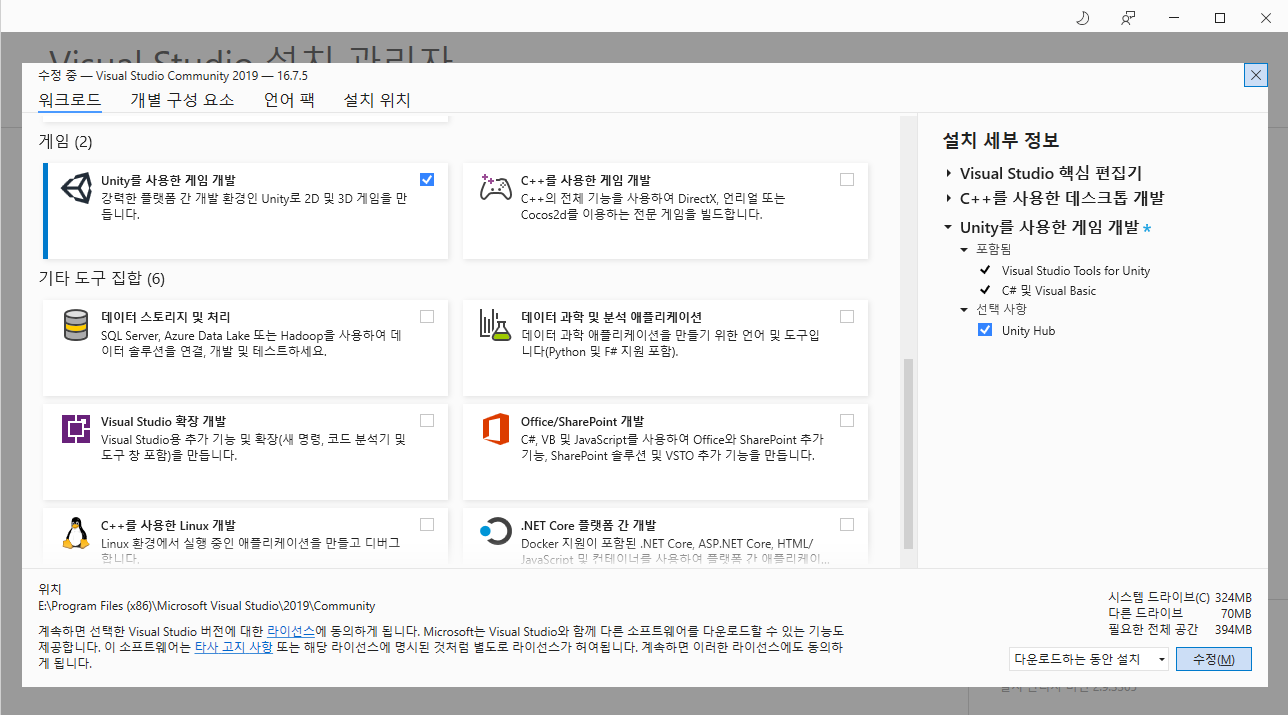 Visual Studio 설치 관리자
수정 중 — Visual Studio Community 2019 — 16.7.5
워크로드 개별 구성 요소 언어 팩 설치 위치
게임 (2)
Unity를 사용한 게임 개발
강력한 플랫폼 간 개발 환경인 Unity로 2D 및 3D 게임을 만
듭니다.
C++를 사용한 게임 개발
C++의 전체 기능을 사용하여 DirectX, 언리얼 또는
Cocos2d를 이용하는 전문 게임을 빌드합니다.
기타 도구 집합 (6)
데이터 스토리지 및 처리
SQL Server, Azure Data Lake 또는 Hadoop을 사용하여 데
이터 솔루션을 연결, 개발 및 테스트하세요.
데이터 과학 및 분석 애플리케이션
데이터 과학 애플리케이션을 만들기 위한 언어 및 도구입
니다(Python 및 F# 지원 포함).
Visual Studio 확장 개발
Visual Studio용 추가 기능 및 확장(새 명령, 코드 분석기 및
도구 창 포함)을 만듭니다.
Office/SharePoint 개발
C#, VB 및 JavaScript를 사용하여 Office와 SharePoint 추가
기능, SharePoint 솔루션 및 VSTO 추가 기능을 만듭니다.
C++를 사용한 Linux 개발
Linux 환경에서 실행 중인 애플리케이션을 만들고 디버그
합니다.
.NET Core 플랫폼 간 개발
Docker 지원이 포함된 .NET Core, ASP.NET Core, HTML/
JavaScript 및 컨테이너를 사용하여 플랫폼 간 애플리케이...
설치 세부 정보
Visual Studio 핵심 편집기
C++를 사용한 데스크톱 개발
Unity를 사용한 게임 개발*
포함됨
Visual Studio Tools for Unity
C# 및 Visual Basic
선택 사항
Unity Hub
위치
E:\Program Files (x86)\Microsoft Visual Studio\2019\Community
계속하면 선택한 Visual Studio 버전에 대한 라이선스에 동의하게 됩니다. Microsoft는 Visual Studio와 함께 다른 소프트웨어를 다운로드할 수 있는 기능도
제공합니다. 이 소프트웨어는 타사 고지 사항 또는 해당 라이선스에 명시된 것처럼 별도로 라이선스가 허여됩니다. 계속하면 이러한 라이선스에도 동의하
게 됩니다.
시스템 드라이브(C) 324MB
다른 드라이브 70MB
필요한 전체 공간 394MB
다운로드하는 동안 설치
수정(M)